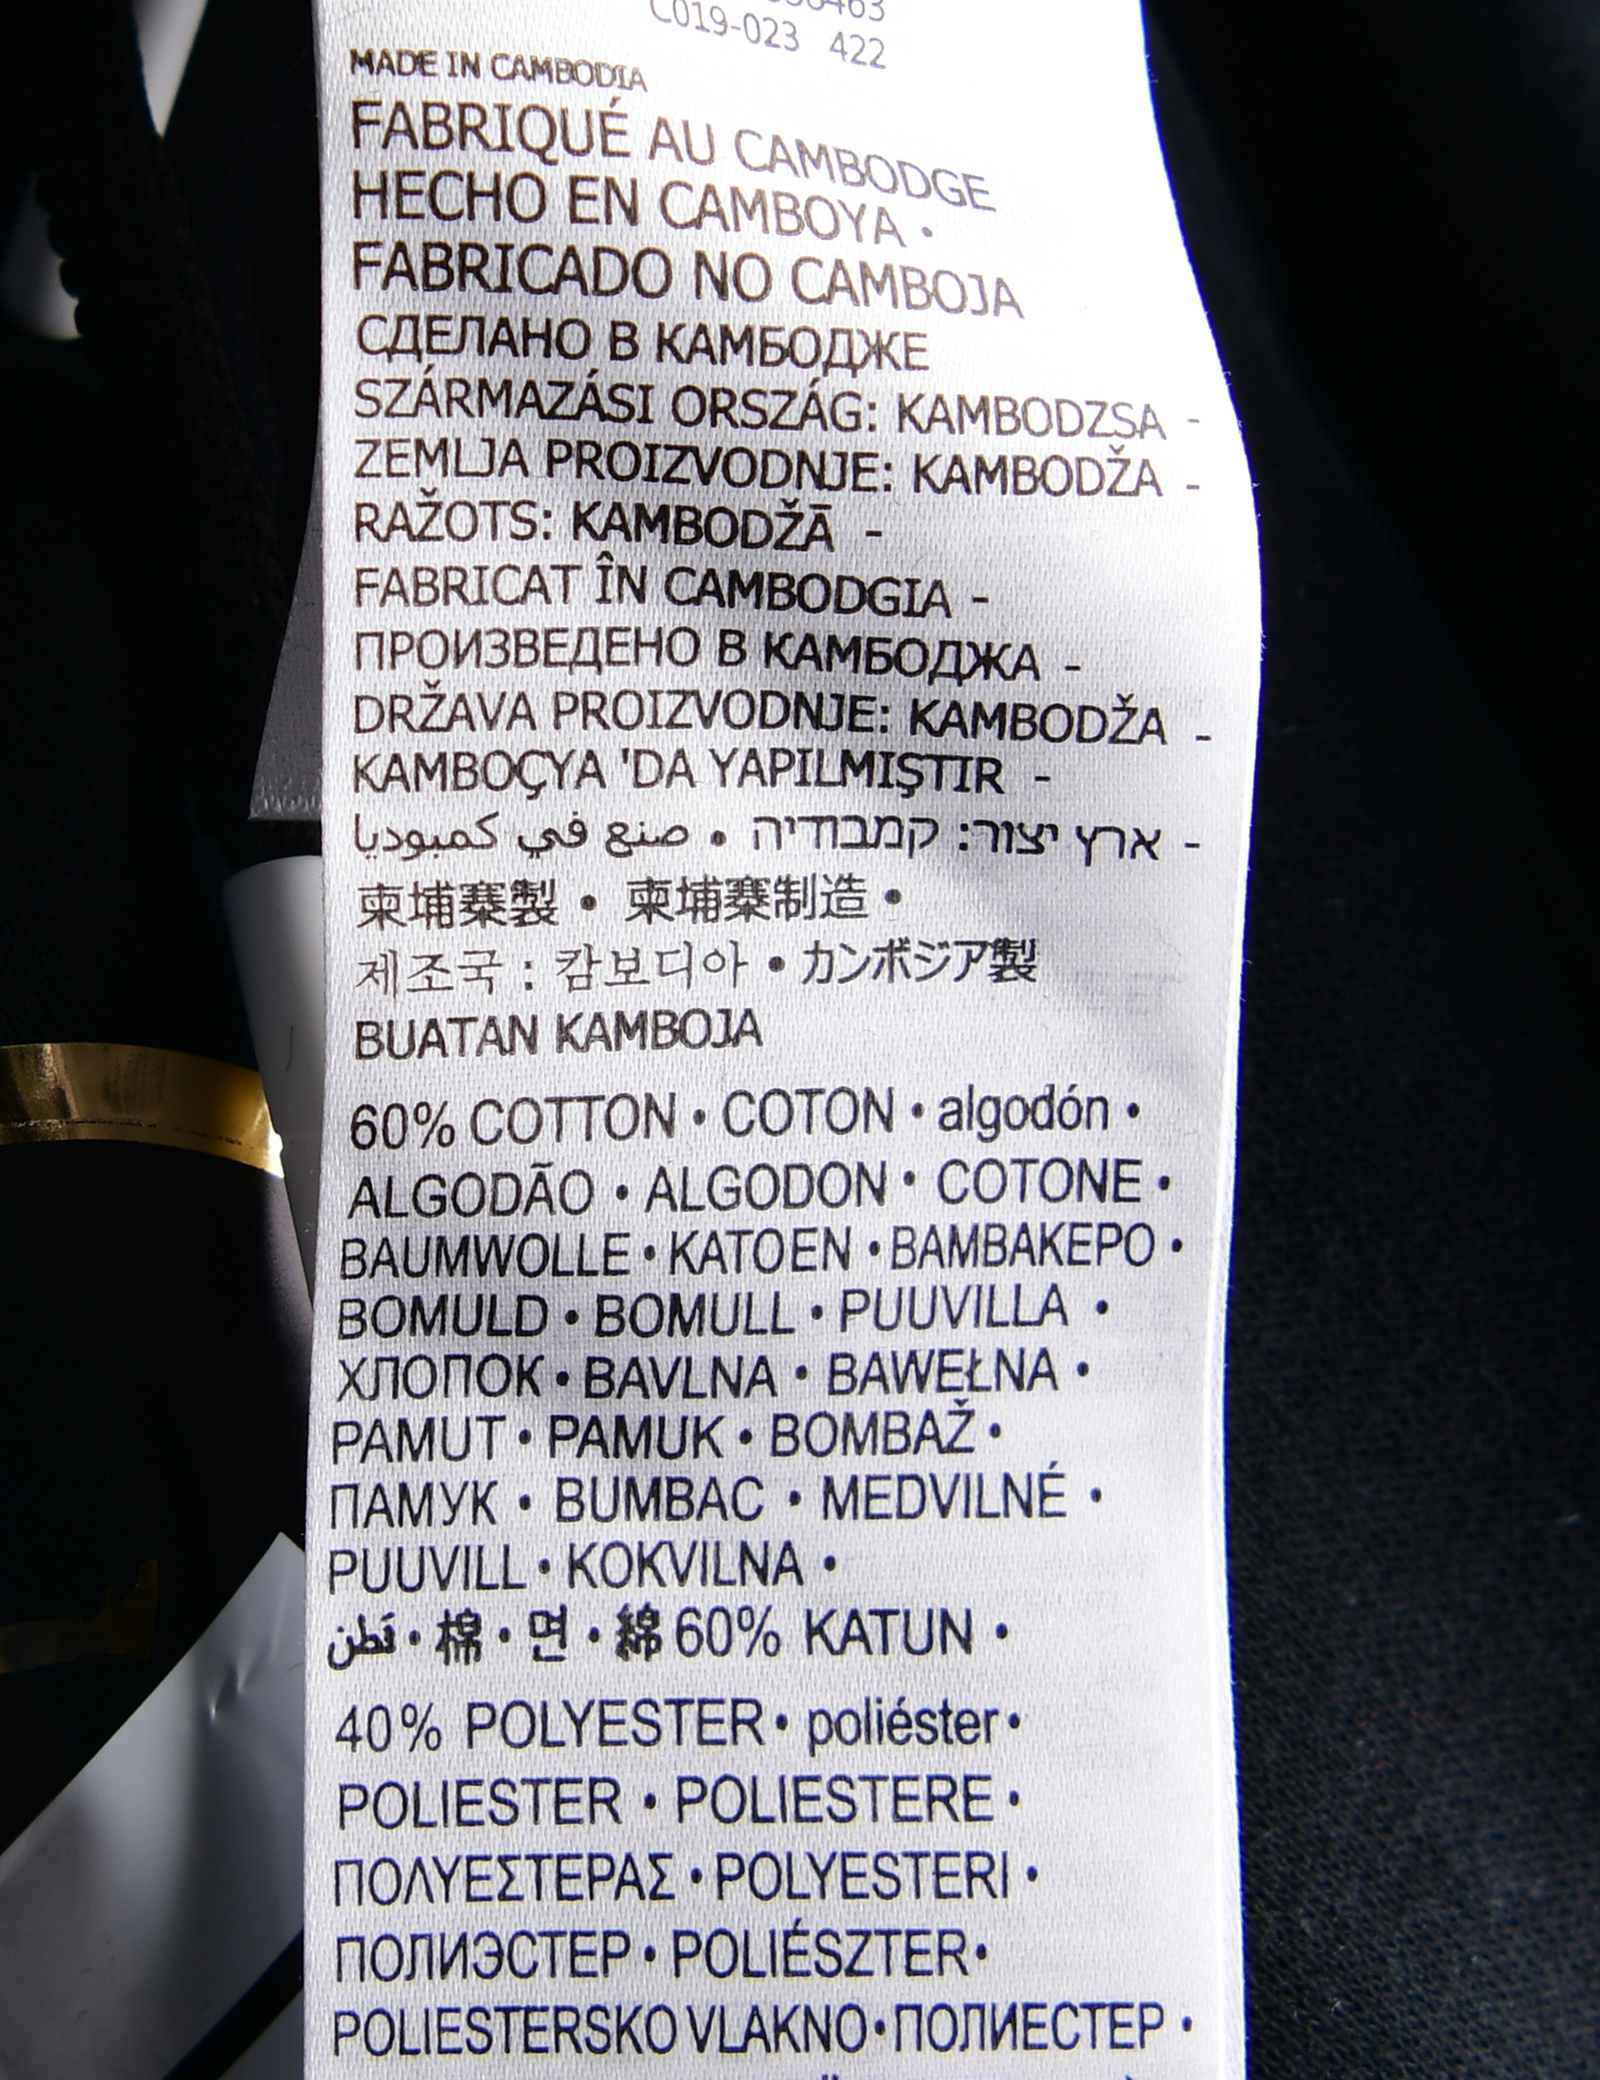 C019-023 422
MADE IN CAMBODIA
FABRIQUÉ AU CAMBODGE
HECHO EN CAMBOYA •
FABRICADO NO CAMBOJA
СДЕЛАНО В КАМБОДЖЕ
SZÁRMAZÁSI ORSZÁG: KAMBODZSA -
ZEMLJA PROIZVODNJE: KAMBODŽA -
RAŽOTS: KAMBODŽĀ -
FABRICAT ÎN CAMBODGIA -
ПРОИЗВЕДЕНО В КАМБОДЖА -
DRŽAVA PROIZVODNJE: KAMBODŽA -
KAMBOÇYA 'DA YAPILMIŞTIR -
- ארץ יצור: קמבודיה • صنع في كمبوديا
柬埔寨製 • 柬埔寨制造 •
제조국 : 캄보디아 • カンボジア製
BUATAN KAMBOJA
60% COTTON • COTON • algodón •
ALGODÃO • ALGODON • COTONE •
BAUMWOLLE • KATOEN • BAMBAKEPO •
BOMULD • BOMULL • PUUVILLA •
ХЛОПОК • BAVLNA • BAWEŁNA •
PAMUT • PAMUK • BOMBAŽ •
ПАМУК • BUMBAC • MEDVILNÉ •
PUUVILL • KOKVILNA •
قطن • 棉 • 면 • 綿 60% KATUN •
40% POLYESTER • poliéster •
POLIESTER • POLIESTERE •
ΠΟΛΥΕΣΤΕΡΑΣ • POLYESTERI •
ПОЛИЭСТЕР • POLIÉSZTER •
POLIESTERSKO VLAKNO • ПОЛИЕСТЕР •